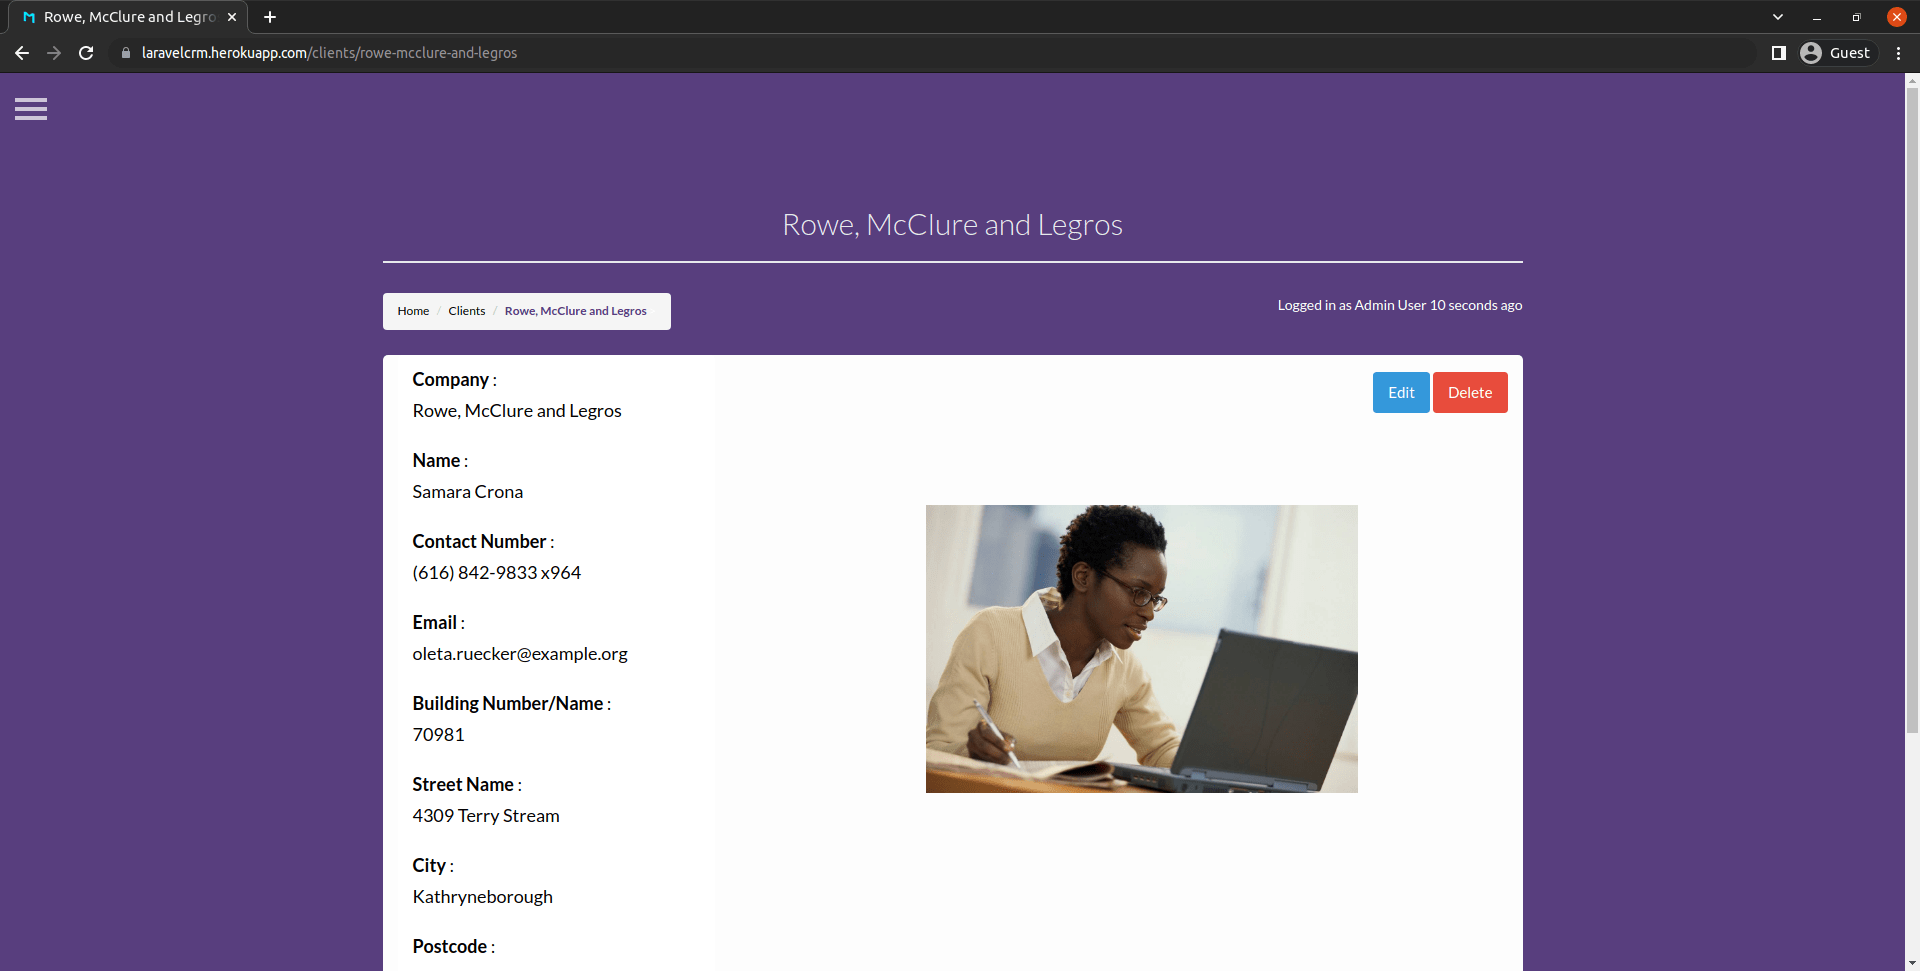 Rowe, McClure and Legro
laravelcrm.herokuapp.com/clients/rowe-mcclure-and-legros
Guest
Rowe, McClure and Legros
Home / Clients / Rowe, McClure and Legros
Logged in as Admin User 10 seconds ago
Company :
Rowe, McClure and Legros
Edit
Delete
Name :
Samara Crona
Contact Number :
(616) 842-9833 x964
Email :
oleta.ruecker@example.org
Building Number/Name :
70981
Street Name :
4309 Terry Stream
City :
Kathryneborough
Postcode :